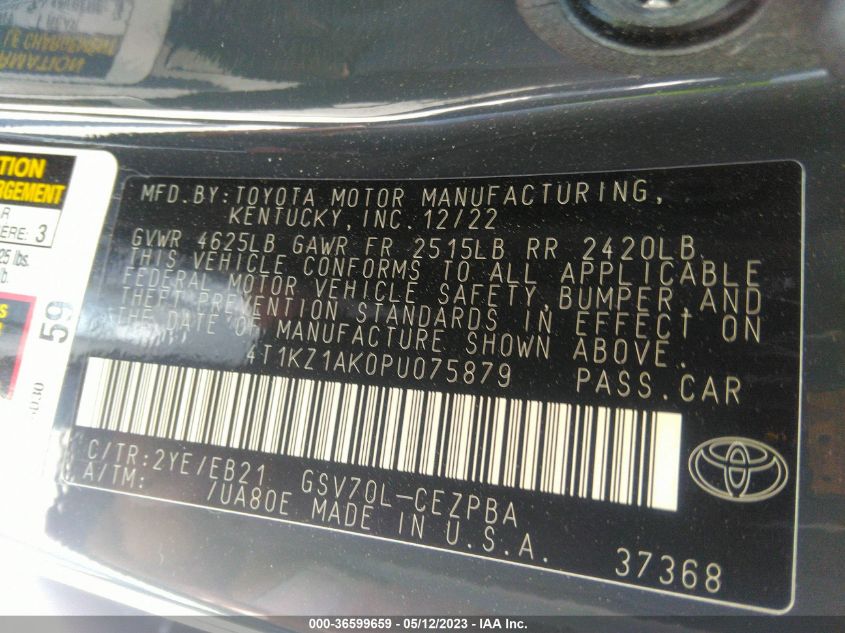 TION
RGEMENT
ERE: 3
25 lbs.
59
MFD.BY:TOYOTA MOTOR MANUFACTURING,
KENTUCKY,INC.12/22
GVWR 4625LB GAWR FR 2515LB RR 2420LB.
THIS VEHICLE CONFORMS TO ALL APPLICABLE
FEDERAL MOTOR VEHICLE SAFETY,BUMPER,AND
THEFT PREVENTION STANDARDS IN EFFECT ON
THE DATE OF MANUFACTURE SHOWN ABOVE.
4T1KZ1AK0PU075879 PASS.CAR
C/TR:2YE/EB21 GSV70L-CEZPBA
A/TM: /UA80E MADE IN U.S.A.
37368
000-36599659 - 05/12/2023 - IAA Inc.